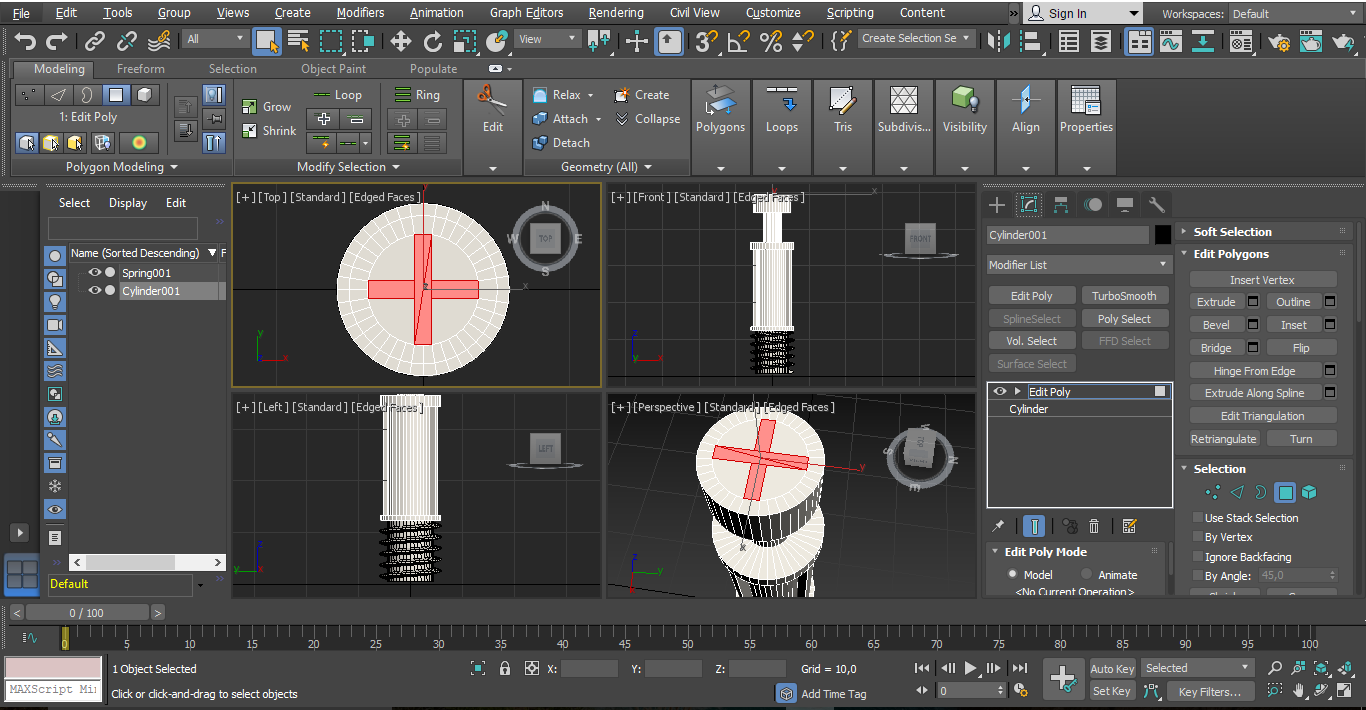 File Edit Tools Group Views Create Modifiers Animation Graph Editors Rendering Civil View Customize Scripting Content » Sign In Workspaces: Default
All View 3 Create Selection Se
Modeling Freeform Selection Object Paint Populate
1: Edit Poly
Polygon Modeling
Grow
Shrink
Loop
Ring
Modify Selection
Edit
Relax Create
Attach Collapse
Detach
Geometry (All)
Polygons Loops Tris Subdivis... Visibility Align Properties
Select Display Edit
Name (Sorted Descending) F
Spring001
Cylinder001
Default
[+] [Top] [Standard] [Edged Faces]
N
W TOP E
S
y
x
z
y
x
[+] [Front] [Standard] [Edged Faces]
FRONT
x
z
y
x
[+] [Left] [Standard] [Edged Faces]
LEFT
z
y
[+] [Perspective] [Standard] [Edged Faces]
TOP
W
S
N
E
y
x
z
y
Cylinder001
Modifier List
Edit Poly TurboSmooth
SplineSelect Poly Select
Vol. Select FFD Select
Surface Select
Edit Poly
Cylinder
Edit Poly Mode
Model Animate
<No Current Operation>
Soft Selection
Edit Polygons
Insert Vertex
Extrude Outline
Bevel Inset
Bridge Flip
Hinge From Edge
Extrude Along Spline
Edit Triangulation
Retriangulate Turn
Selection
Use Stack Selection
By Vertex
Ignore Backfacing
By Angle: 45,0
< 0 / 100 >
0 5 10 15 20 25 30 35 40 45 50 55 60 65 70 75 80 85 90 95 100
1 Object Selected
MAXScript Mi
Click or click-and-drag to select objects
X: Y: Z: Grid = 10,0
Add Time Tag
0
Auto Key Selected
Set Key Key Filters...